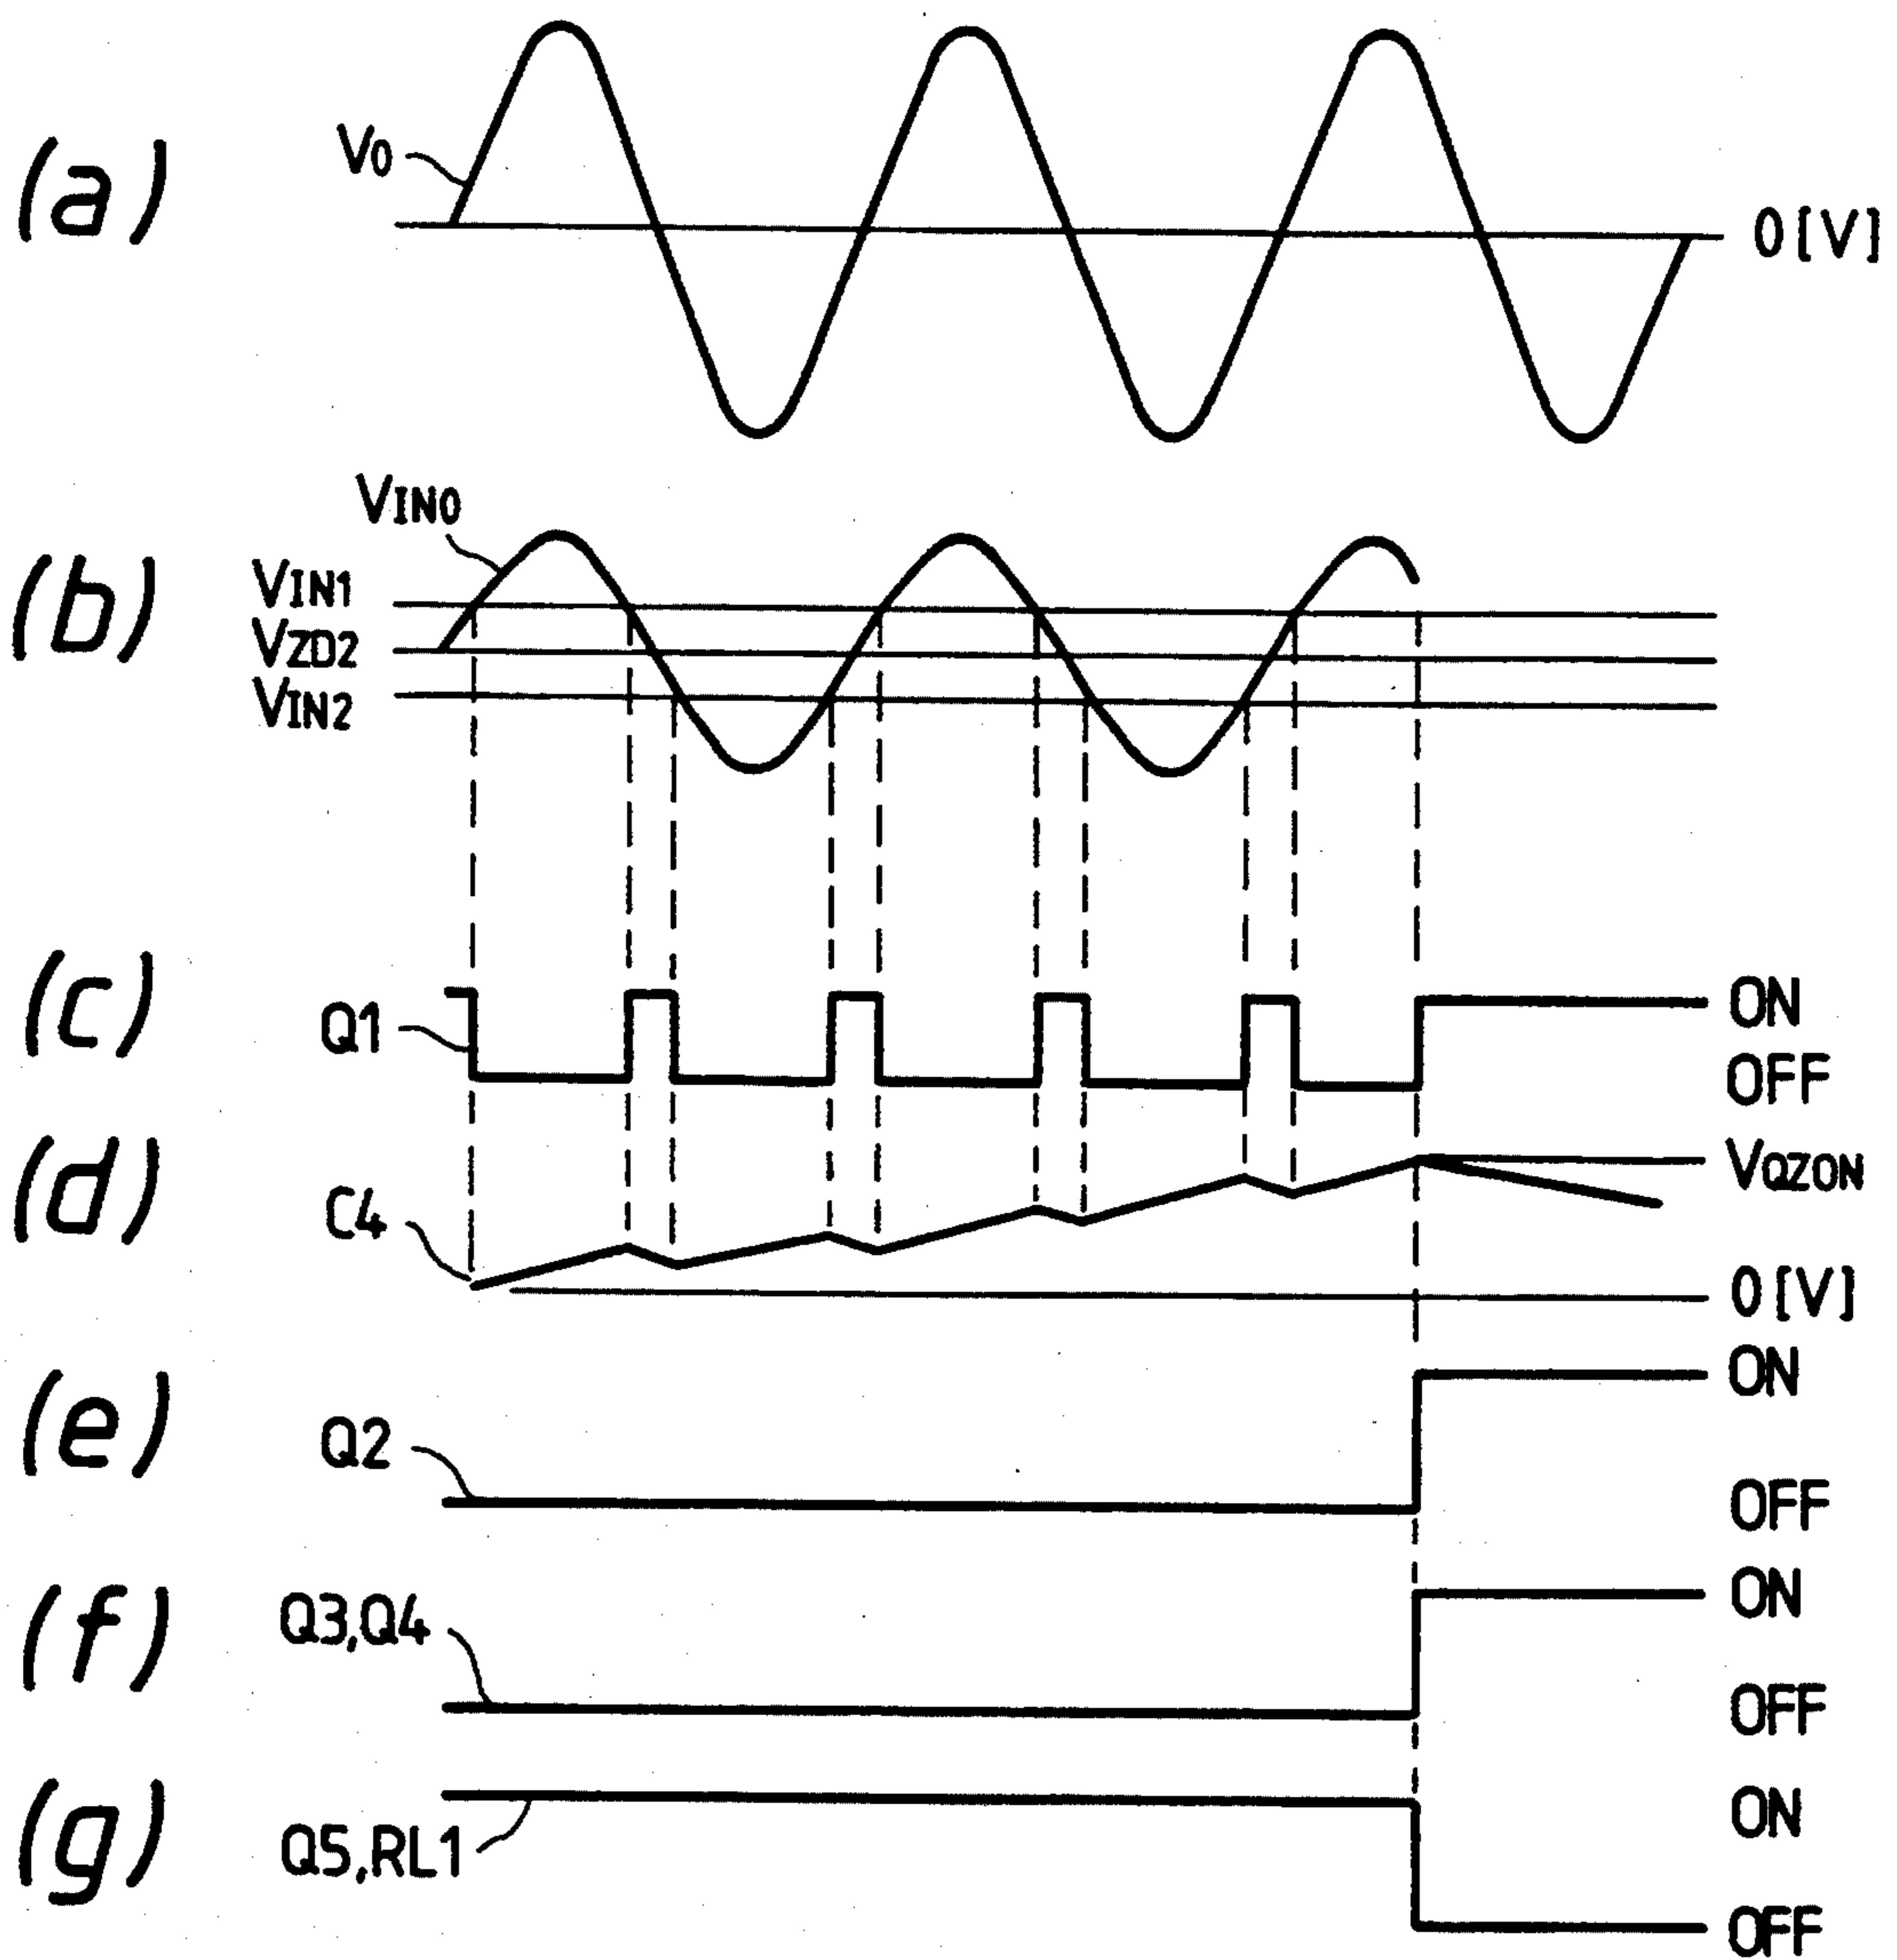 (a)
V0
0[V]
(b)
VIN0
VIN1
VZD2
VIN2
(c)
Q1
ON
OFF
(d)
C4
VQZON
0[V]
(e)
Q2
ON
OFF
(f)
Q3,Q4
ON
OFF
(g)
Q5,RL1
ON
OFF